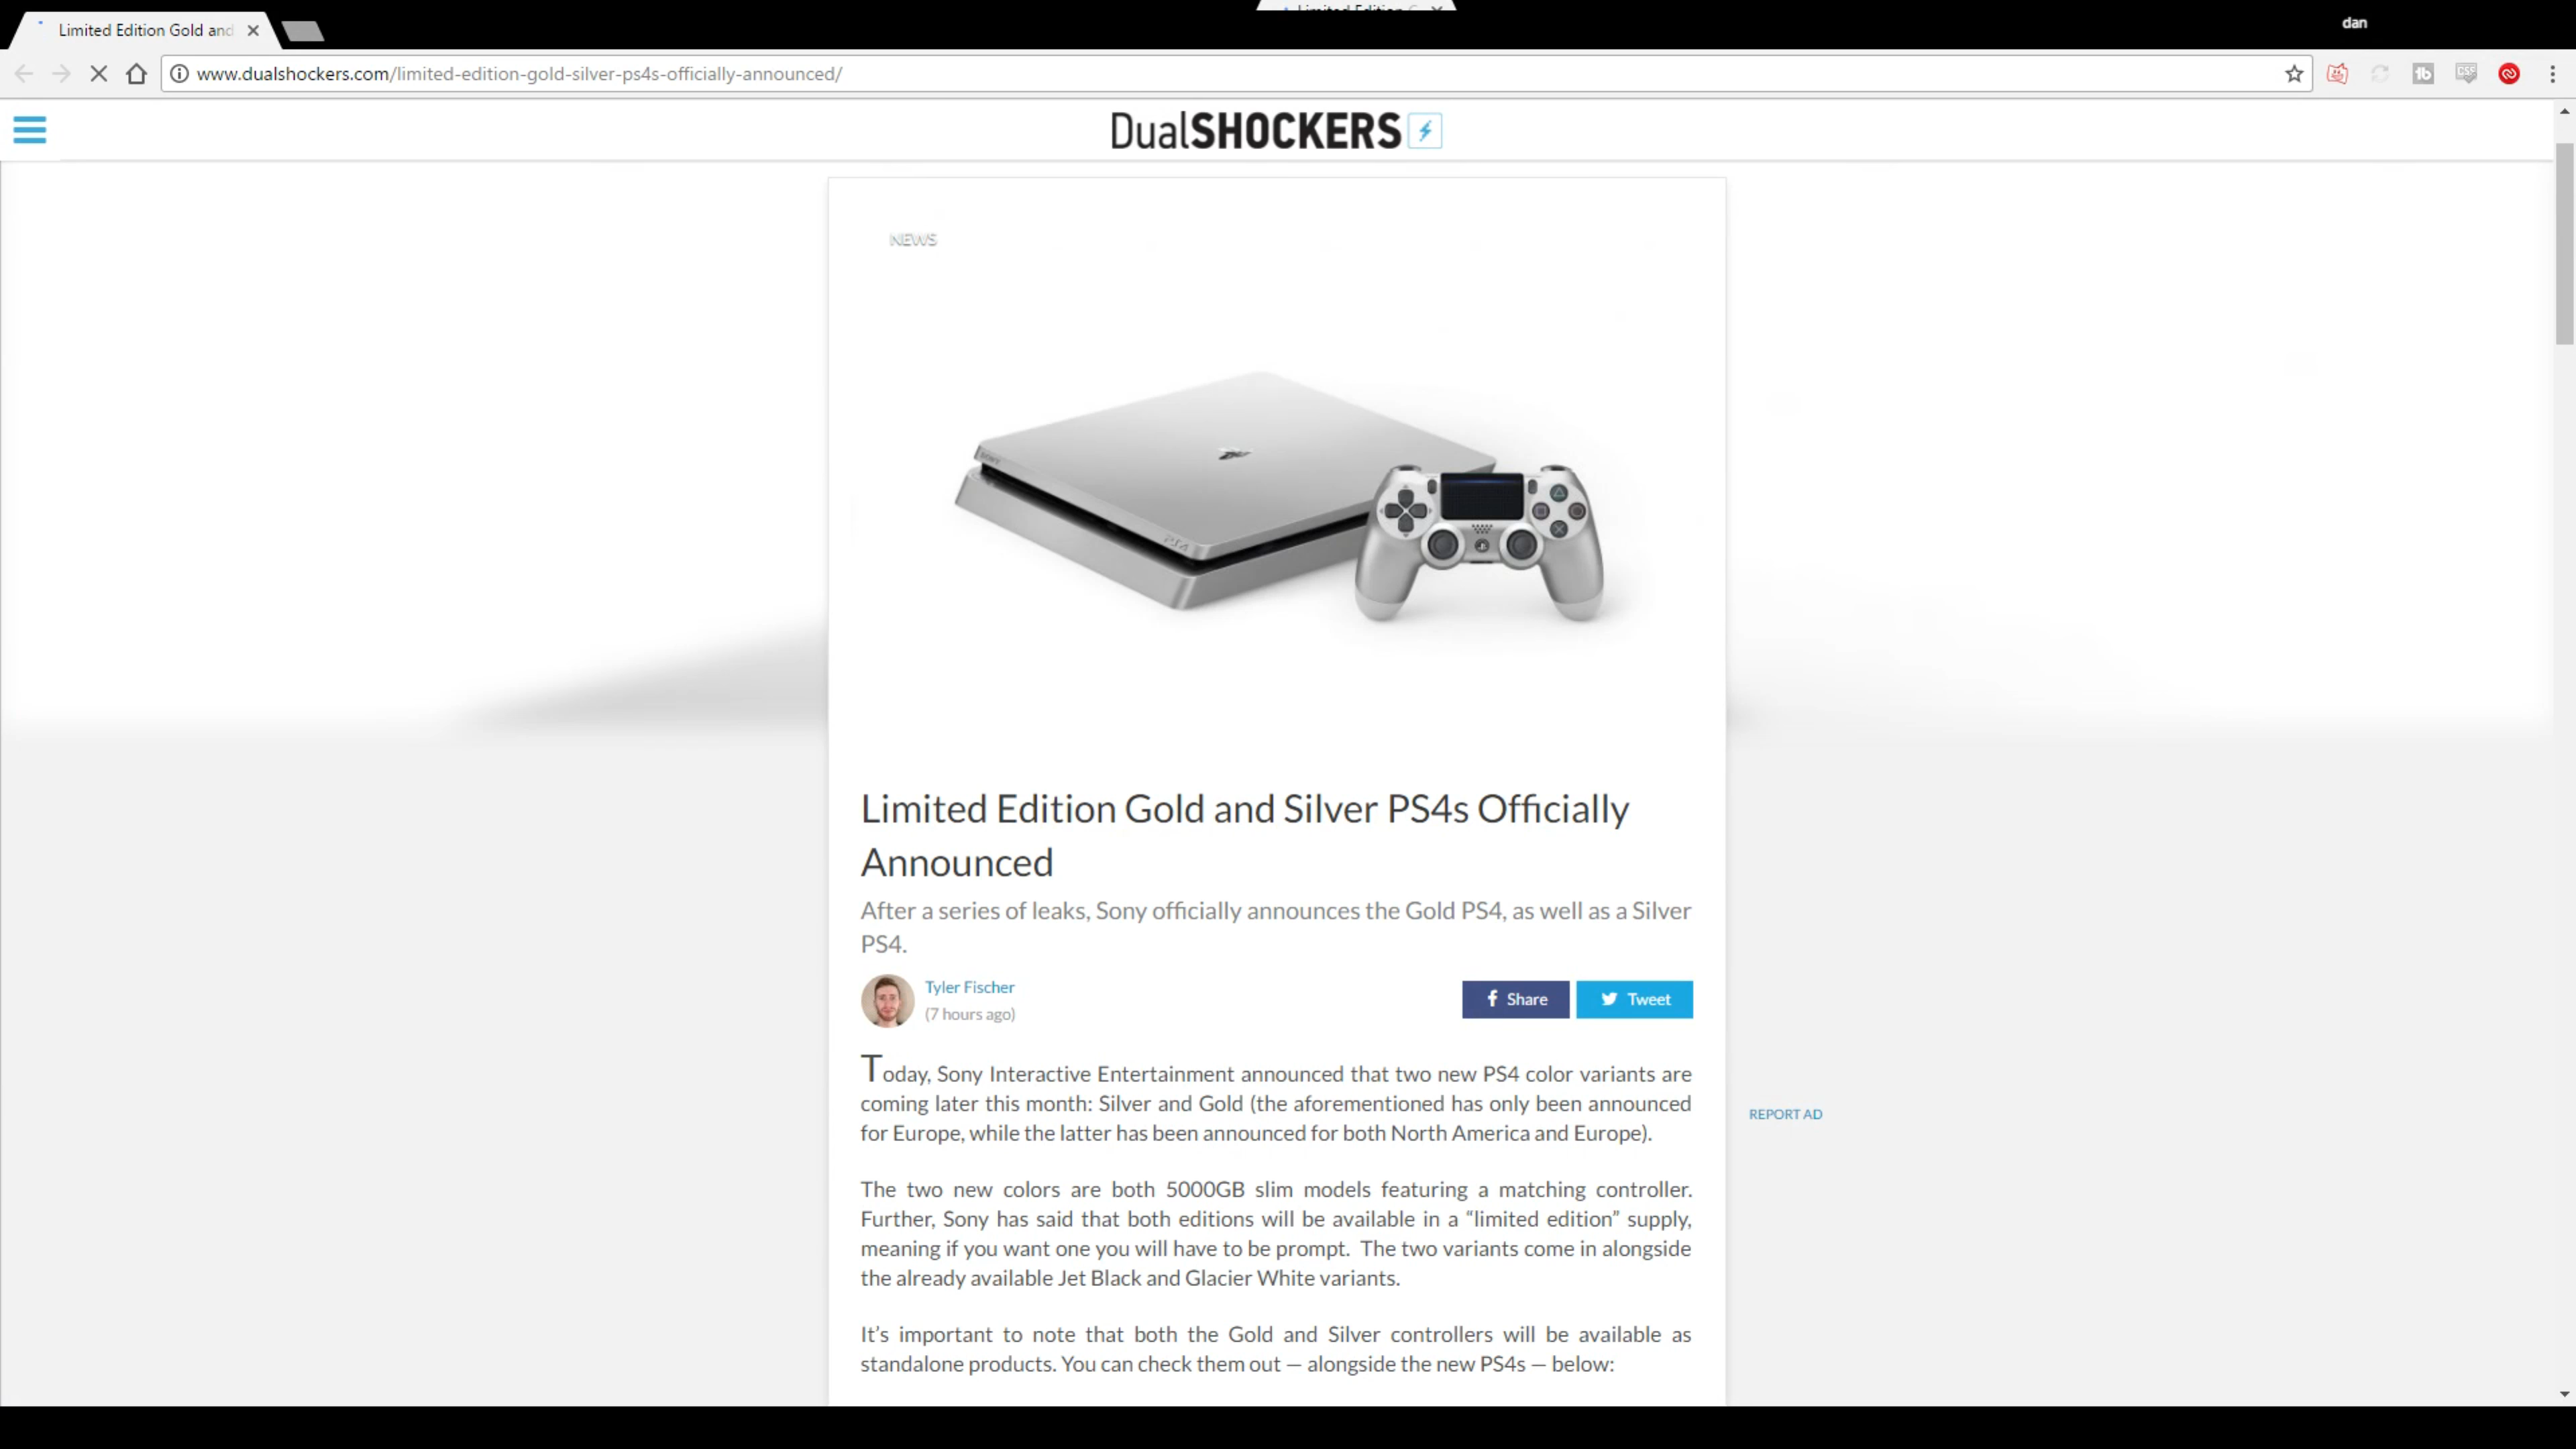 Limited Edition Gold and
dan
www.dualshockers.com/limited-edition-gold-silver-ps4s-officially-announced/
DualSHOCKERS
NEWS
SONY
PS4
Limited Edition Gold and Silver PS4s Officially
Announced
After a series of leaks, Sony officially announces the Gold PS4, as well as a Silver
PS4.
Tyler Fischer
(7 hours ago)
Share
Tweet
Today, Sony Interactive Entertainment announced that two new PS4 color variants are
coming later this month: Silver and Gold (the aforementioned has only been announced
for Europe, while the latter has been announced for both North America and Europe).
REPORT AD
The two new colors are both 5000GB slim models featuring a matching controller.
Further, Sony has said that both editions will be available in a “limited edition” supply,
meaning if you want one you will have to be prompt.  The two variants come in alongside
the already available Jet Black and Glacier White variants.
It’s important to note that both the Gold and Silver controllers will be available as
standalone products. You can check them out — alongside the new PS4s — below: